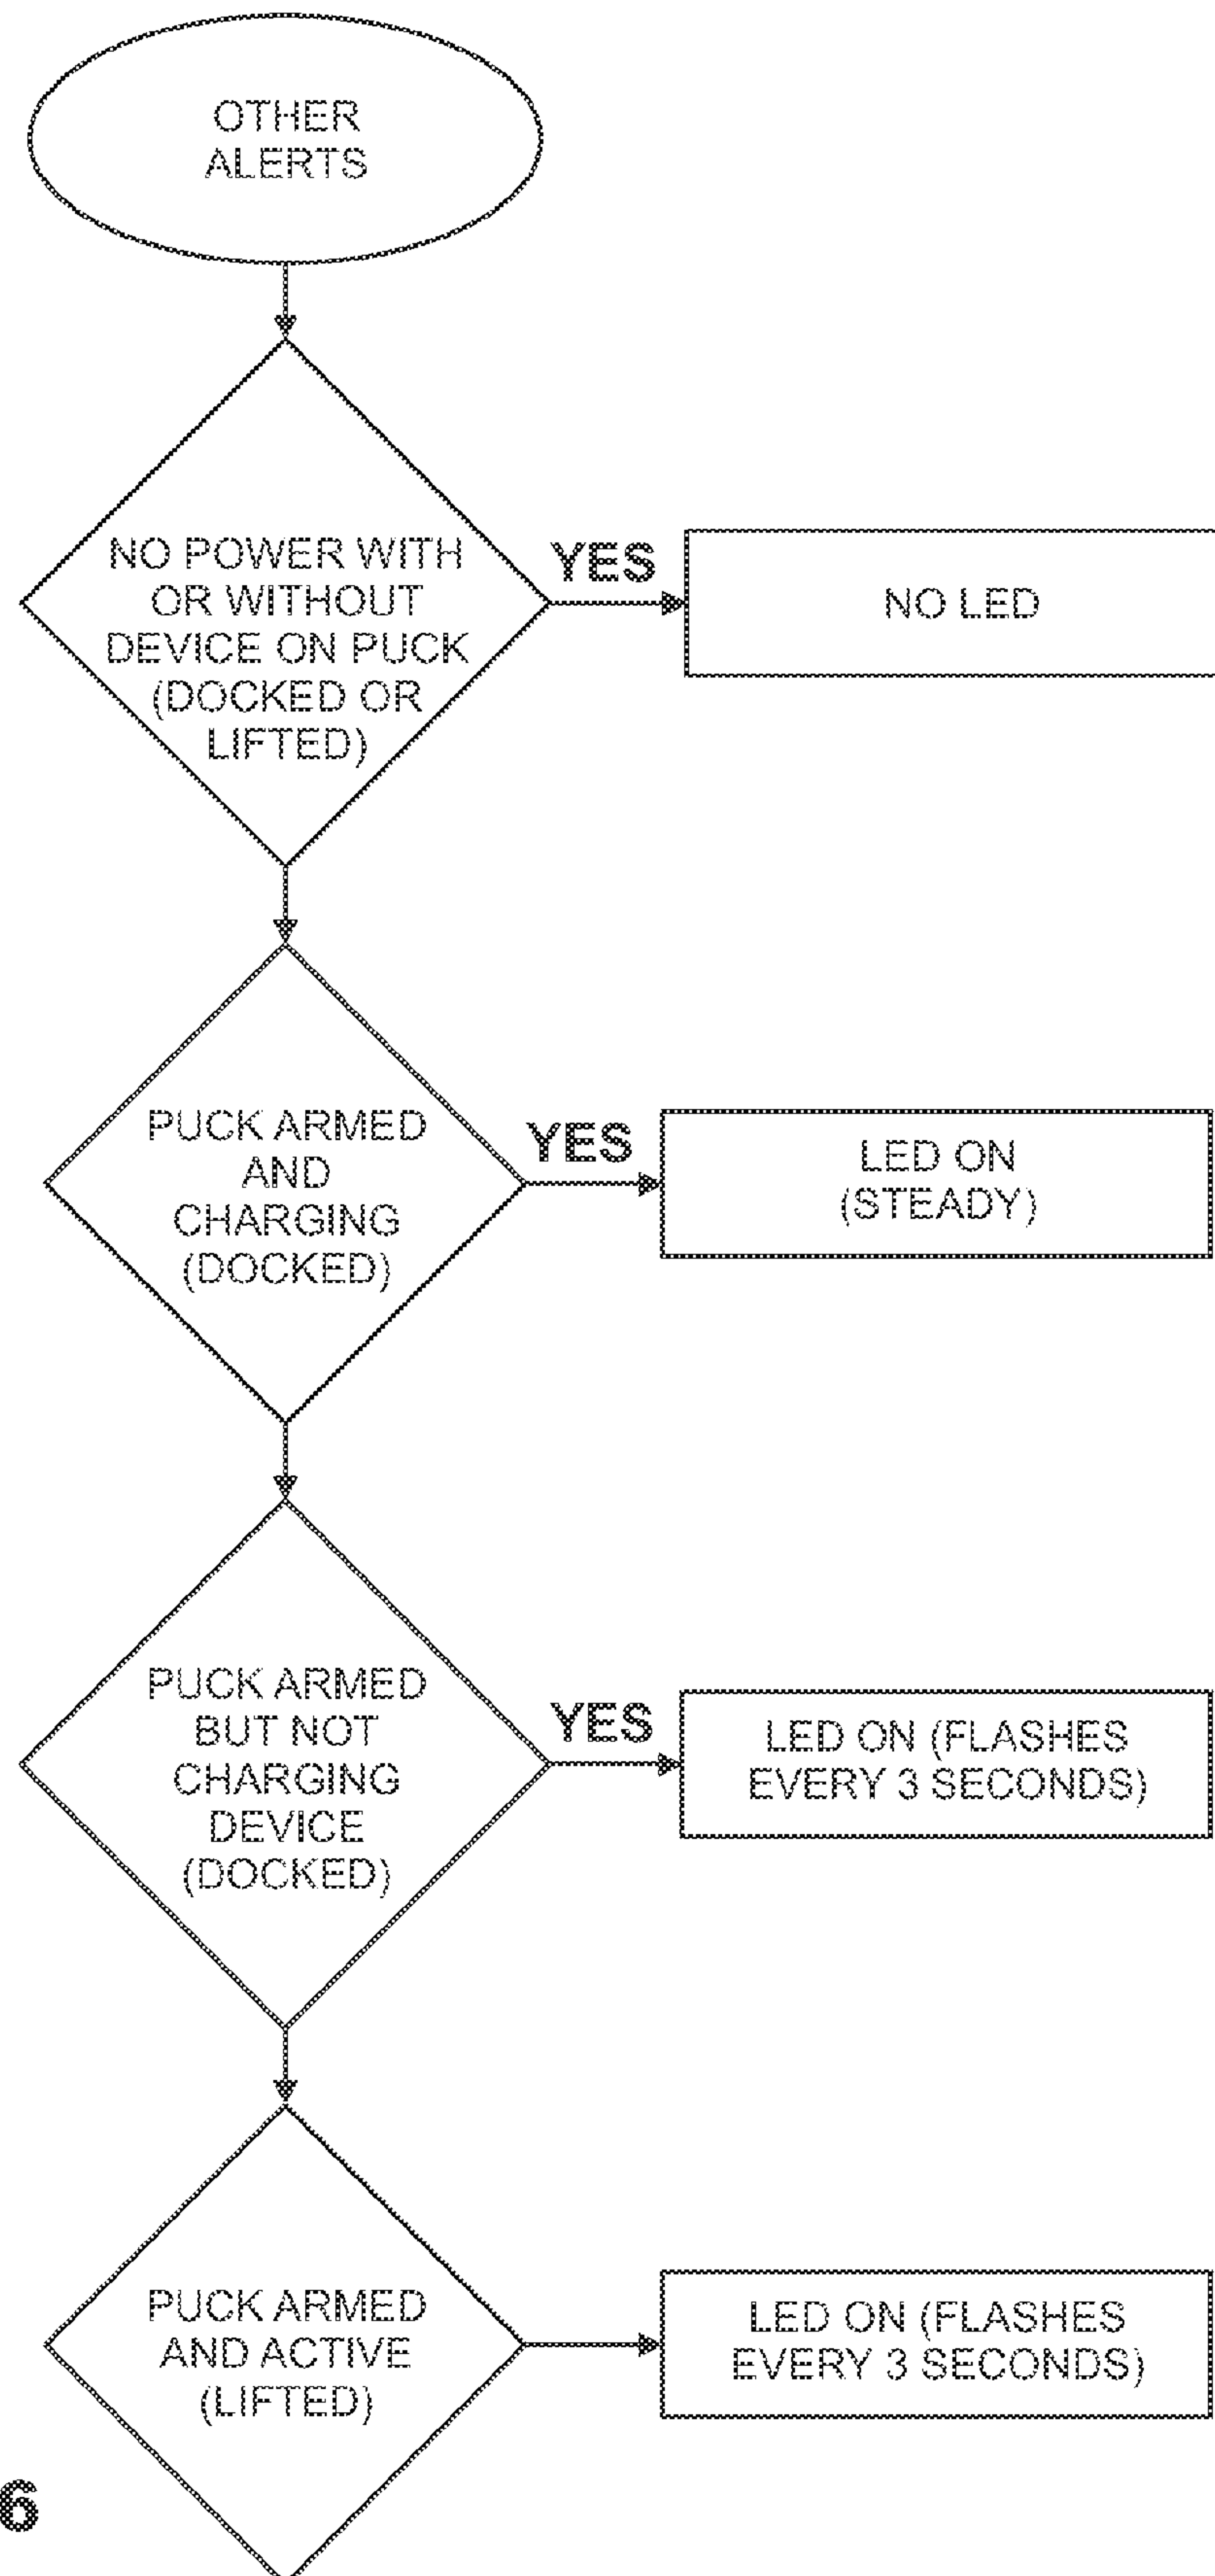 OTHER
ALERTS
NO POWER WITH
OR WITHOUT
DEVICE ON PUCK
(DOCKED OR
LIFTED)
YES
NO LED
PUCK ARMED
AND
CHARGING
(DOCKED)
YES
LED ON
(STEADY)
PUCK ARMED
BUT NOT
CHARGING
DEVICE
(DOCKED)
YES
LED ON (FLASHES
EVERY 3 SECONDS)
PUCK ARMED
AND ACTIVE
(LIFTED)
LED ON (FLASHES
EVERY 3 SECONDS)
6